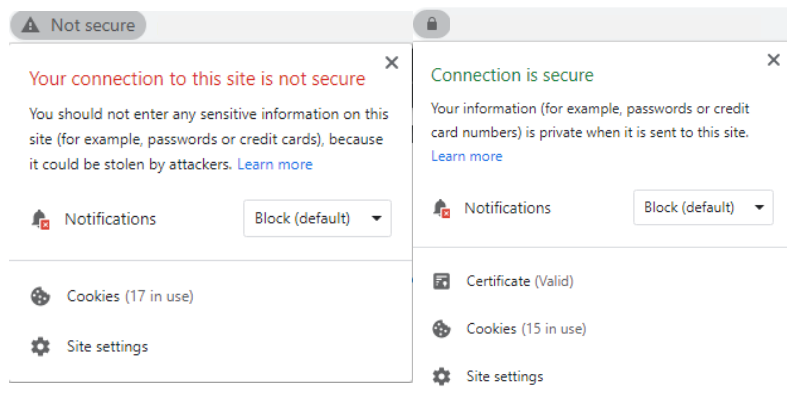 Not secure
Your connection to this site is not secure
You should not enter any sensitive information on this
site (for example, passwords or credit cards), because
it could be stolen by attackers. Learn more
Notifications
Block (default)
Cookies (17 in use)
Site settings
Connection is secure
Your information (for example, passwords or credit
card numbers) is private when it is sent to this site.
Learn more
Notifications
Block (default)
Certificate (Valid)
Cookies (15 in use)
Site settings